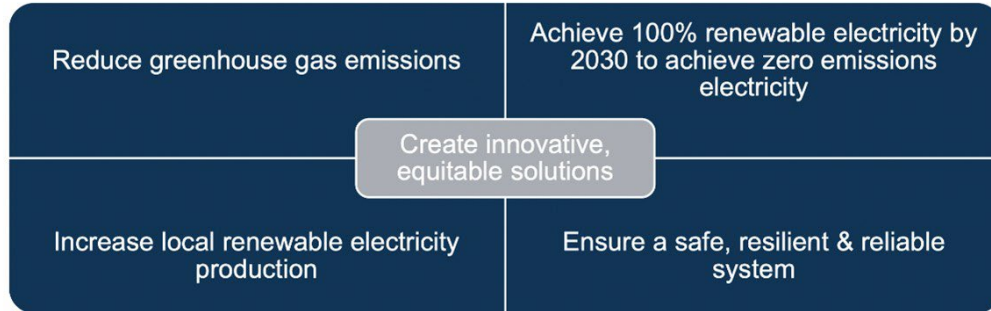 Reduce greenhouse gas emissions
Achieve 100% renewable electricity by
2030 to achieve zero emissions
electricity
Create innovative,
equitable solutions
Increase local renewable electricity
production
Ensure a safe, resilient & reliable
system